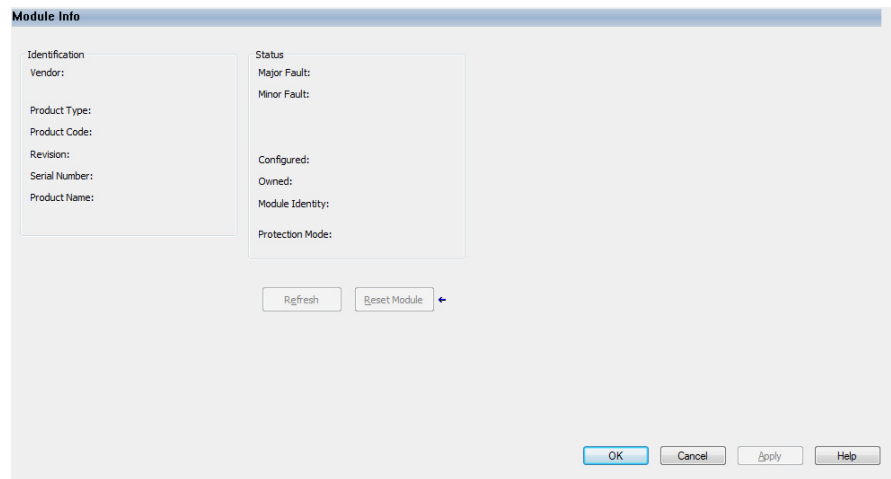 Module Info
Identification
Vendor:
Product Type:
Product Code:
Revision:
Serial Number:
Product Name:
Status
Major Fault:
Minor Fault:
Configured:
Owned:
Module Identity:
Protection Mode:
Refresh
Reset Module
OK
Cancel
Apply
Help